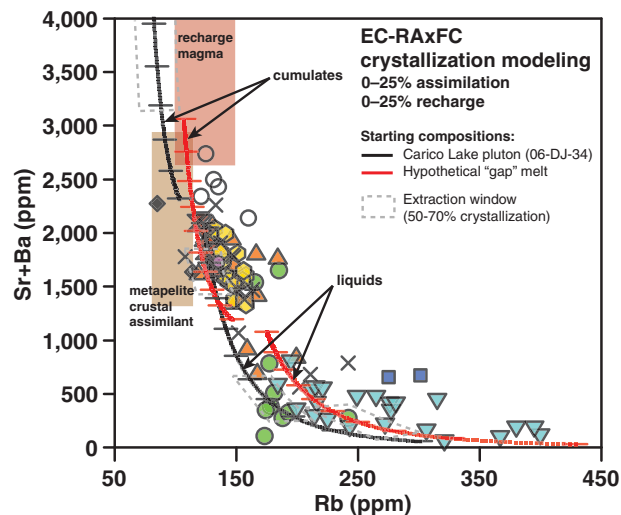 EC-RAxFC
crystallization modeling
0–25% assimilation
0–25% recharge
Starting compositions:
Carico Lake pluton (06-DJ-34)
Hypothetical “gap” melt
Extraction window
(50-70% crystallization)
recharge
magma
cumulates
metapelite
crustal
assimilant
liquids
Sr+Ba (ppm)
4,000
3,500
3,000
2,500
2,000
1,500
1,000
500
0
50
150
250
350
450
Rb (ppm)